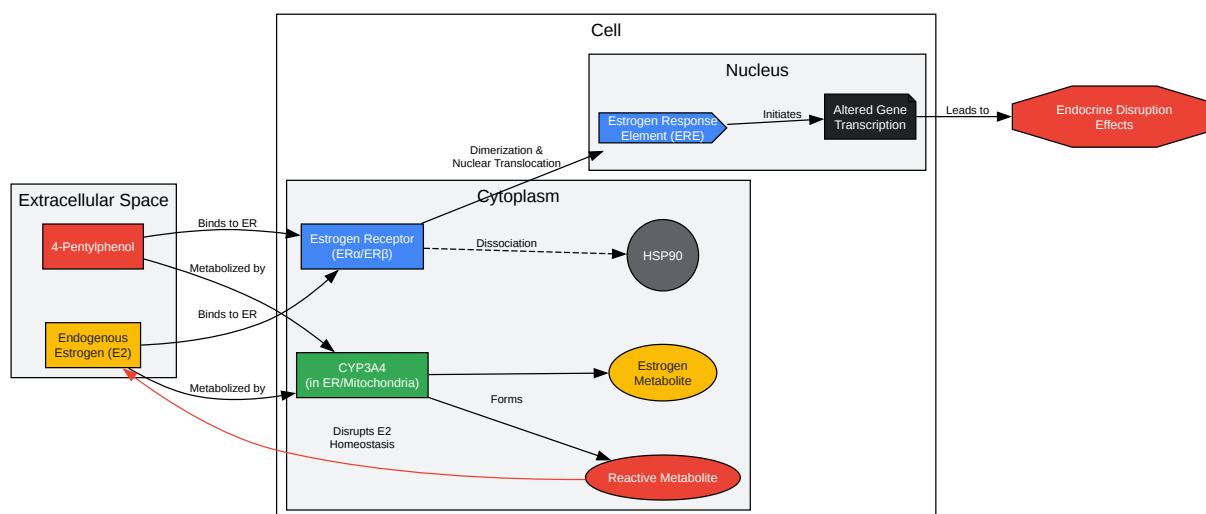 Cell
Nucleus
Estrogen Response
Element (ERE)
Initiates
Altered Gene
Transcription
Leads to
Endocrine Disruption
Effects
Dimerization &
Nuclear Translocation
Extracellular Space
4-Pentylphenol
Binds to ER
Metabolized by
Binds to ER
Endogenous
Estrogen (E2)
Metabolized by
Cytoplasm
Estrogen Receptor
(ERα/ERβ)
Dissociation
HSP90
CYP3A4
(in ER/Mitochondria)
Estrogen
Metabolite
Forms
Disrupts E2
Homeostasis
Reactive Metabolite